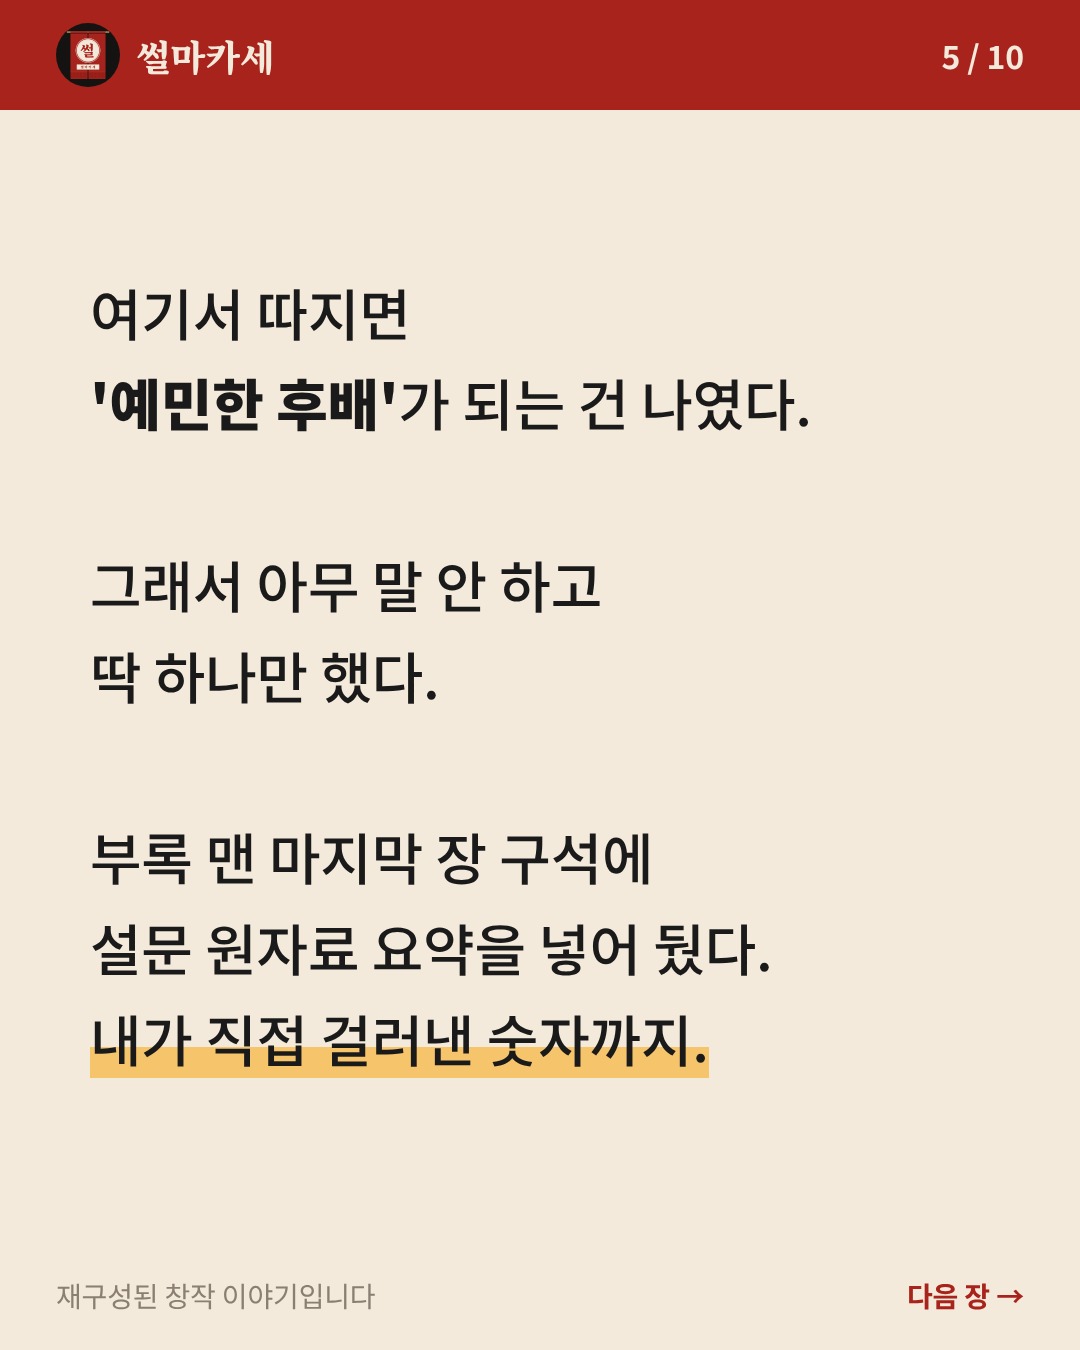 썰
썰마카세
5 / 10
여기서 따지면
'예민한 후배'가 되는 건 나였다.
그래서 아무 말 안 하고
딱 하나만 했다.
부록 맨 마지막 장 구석에
설문 원자료 요약을 넣어 뒀다.
내가 직접 걸러낸 숫자까지.
재구성된 창작 이야기입니다
다음 장 →